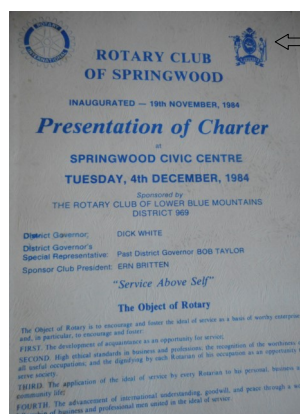 ROTARY INTERNATIONAL
ROTARY CLUB
OF SPRINGWOOD
INAUGURATED — 19th NOVEMBER, 1984
Presentation of Charter
at
SPRINGWOOD CIVIC CENTRE
TUESDAY, 4th DECEMBER, 1984
Sponsored by
THE ROTARY CLUB OF LOWER BLUE MOUNTAINS
DISTRICT 969
District Governor; DICK WHITE
District Governor's
Special Representative: Past District Governor BOB TAYLOR
Sponsor Club President: ERN BRITTEN
"Service Above Self"
The Object of Rotary
The Object of Rotary is to encourage and foster the ideal of service as a basis of worthy enterprise
and, in particular, to encourage and foster:
FIRST. The development of acquaintance as an opportunity for service;
SECOND. High ethical standards in business and professions; the recognition of the worthiness
all useful occupations; and the dignifying by each Rotarian of his occupation as an opportunity
serve society.
THIRD. The application of the ideal of service by every Rotarian to his personal, business
community life;
FOURTH. The advancement of international understanding, goodwill, and peace through a
of business and professional men united in the ideal of service.